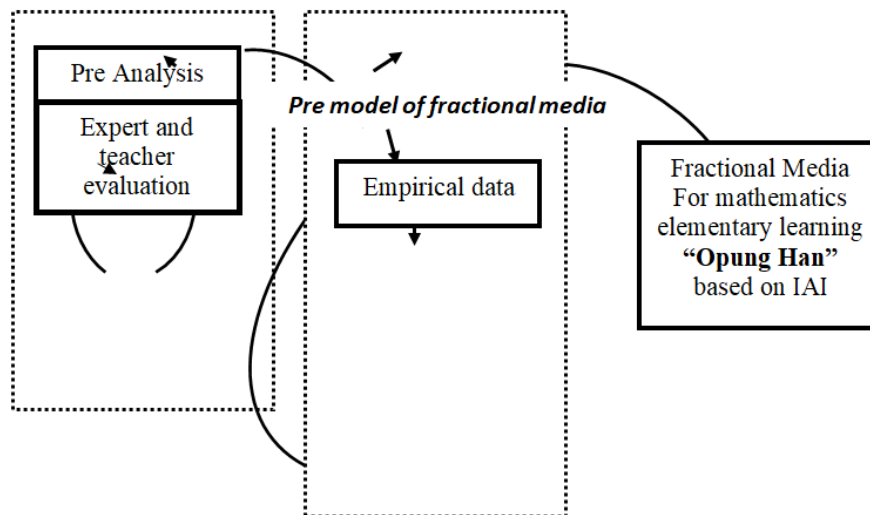 Pre Analysis
Expert and
teacher
evaluation
Pre model of fractional media
Empirical data
Fractional Media
For mathematics
elementary learning
“Opung Han”
based on IAI